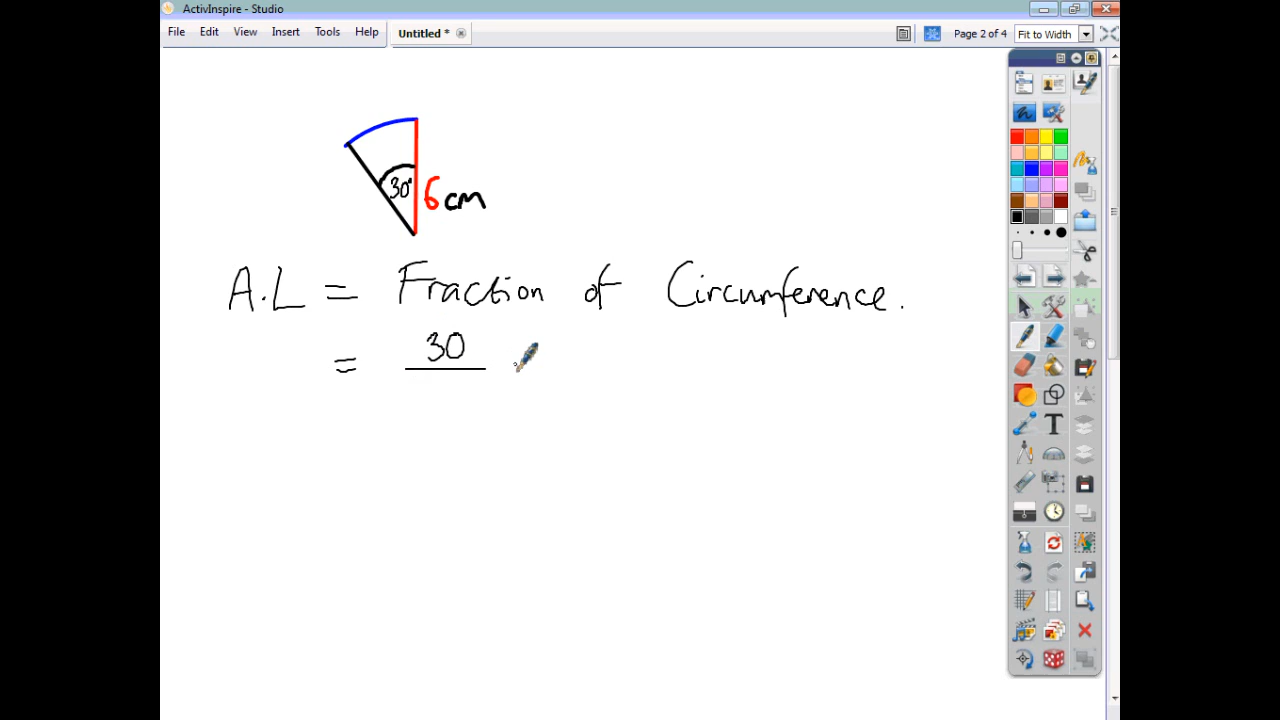 ActivInspire - Studio
File Edit View Insert Tools Help Untitled * Page 2 of 4 Fit to Width
30°
6cm
A.L = Fraction of Circumference.
= 30